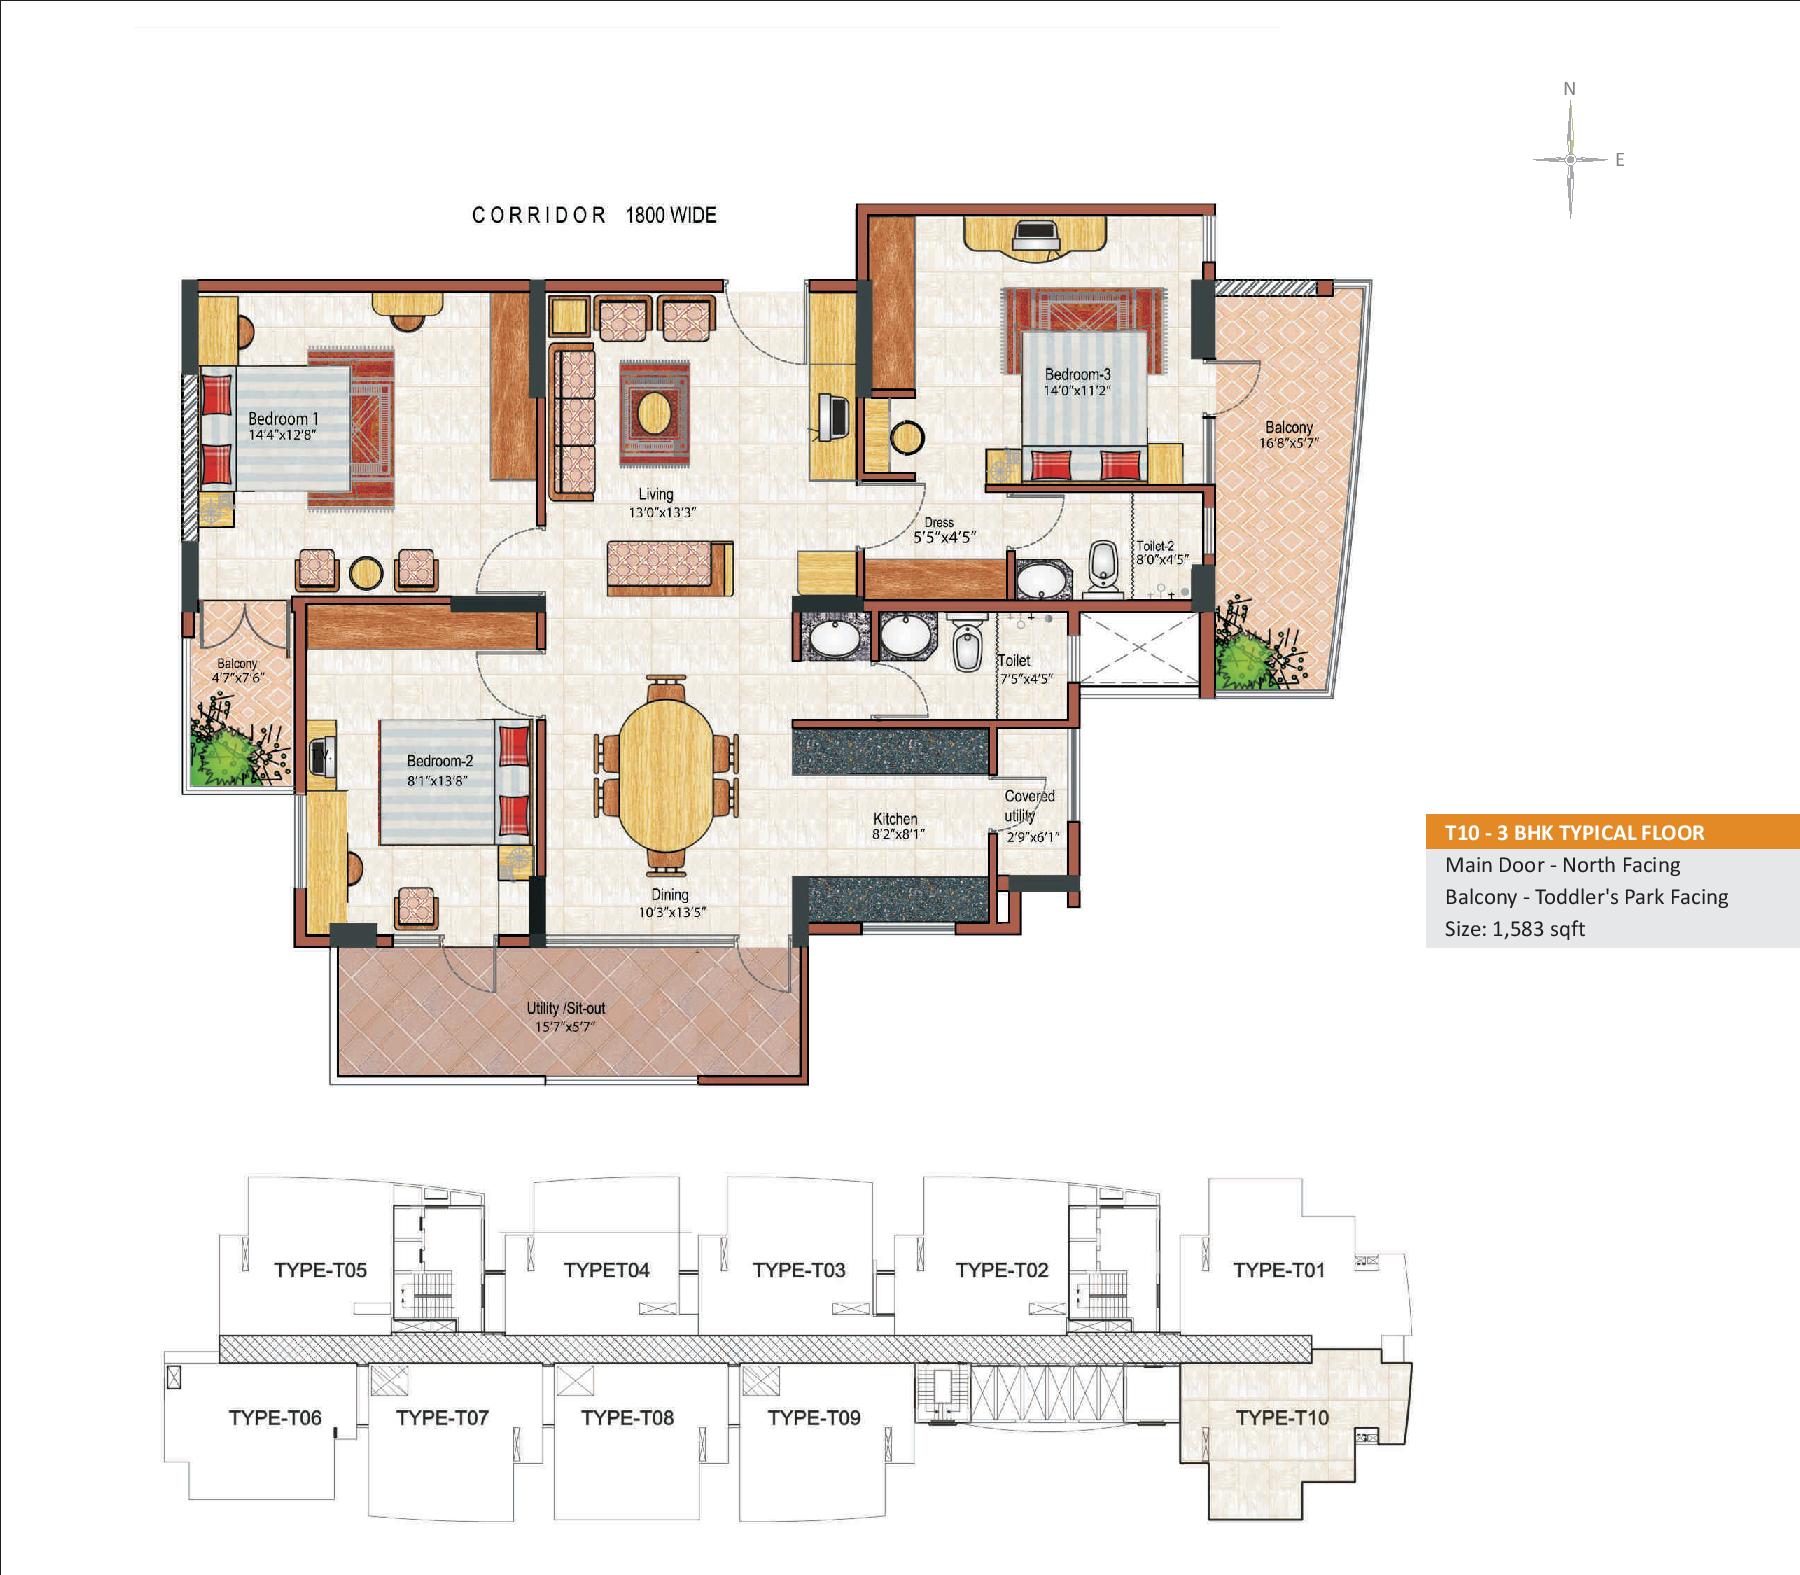 N
E
CORRIDOR 1800 WIDE
Bedroom 1
14'4"x12'8"
Living
13'0"x13'3"
Bedroom-3
14'0"x11'2"
Balcony
16'8"x5'7"
Dress
5'5"x4'5"
Toilet-2
8'0"x4'5"
Balcony
4'7"x7'6"
Toilet
7'5"x4'5"
Bedroom-2
8'1"x13'8"
Kitchen
8'2"x8'1"
Covered
utility
2'9"x6'1"
Dining
10'3"x13'5"
Utility /Sit-out
15'7"x5'7"
T10 - 3 BHK TYPICAL FLOOR
Main Door - North Facing
Balcony - Toddler's Park Facing
Size: 1,583 sqft
TYPE-T05
TYPET04
TYPE-T03
TYPE-T02
TYPE-T01
TYPE-T06
TYPE-T07
TYPE-T08
TYPE-T09
TYPE-T10